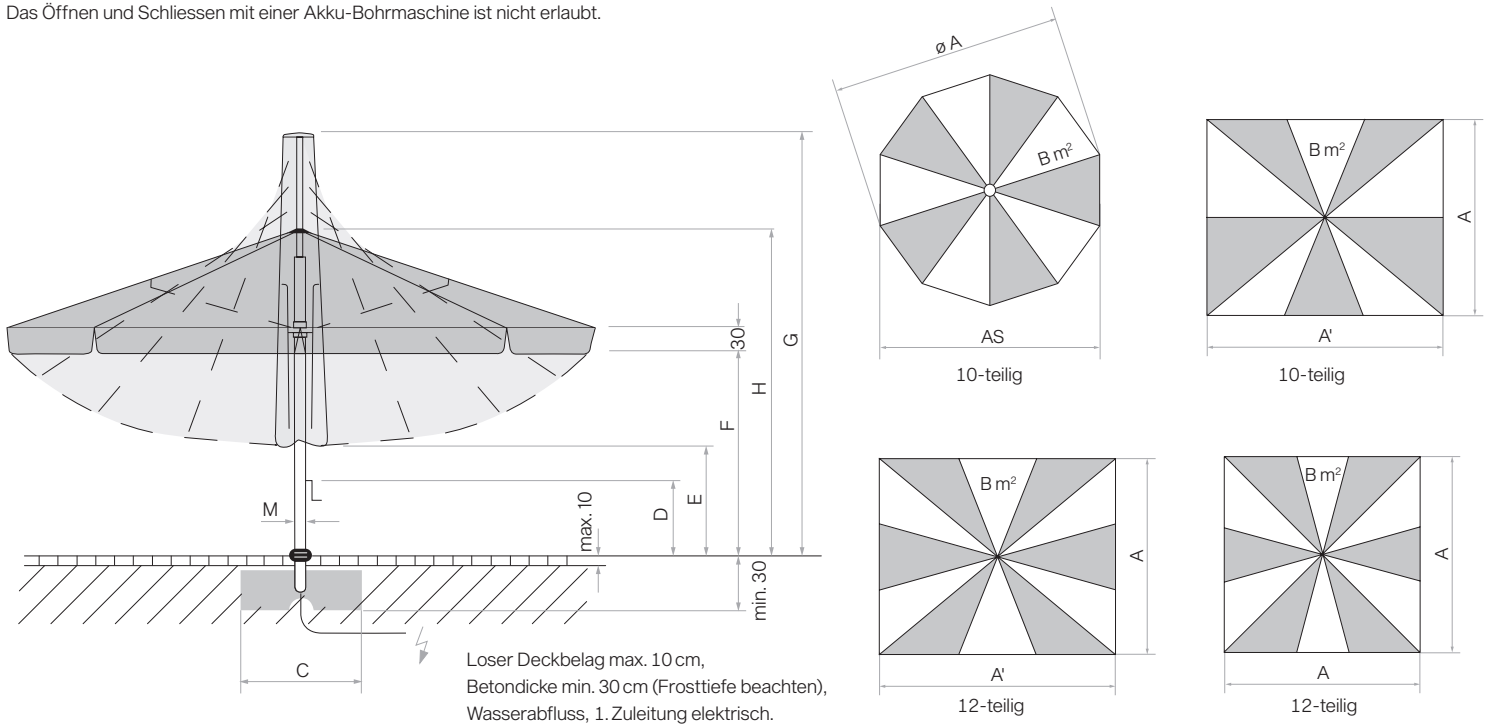 Das Öffnen und Schliessen mit einer Akku-Bohrmaschine ist nicht erlaubt.
30
G
H
F
E
D
M
max. 10
min. 30
C
Loser Deckbelag max. 10 cm,
Betondicke min. 30 cm (Frosttiefe beachten),
Wasserabfluss, 1. Zuleitung elektrisch.
ø A
B m²
AS
10-teilig
B m²
A
A'
10-teilig
B m²
A
A'
12-teilig
B m²
A
A
12-teilig